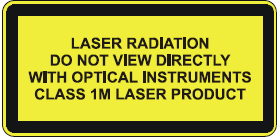 LASER RADIATION
DO NOT VIEW DIRECTLY
WITH OPTICAL INSTRUMENTS
CLASS 1M LASER PRODUCT